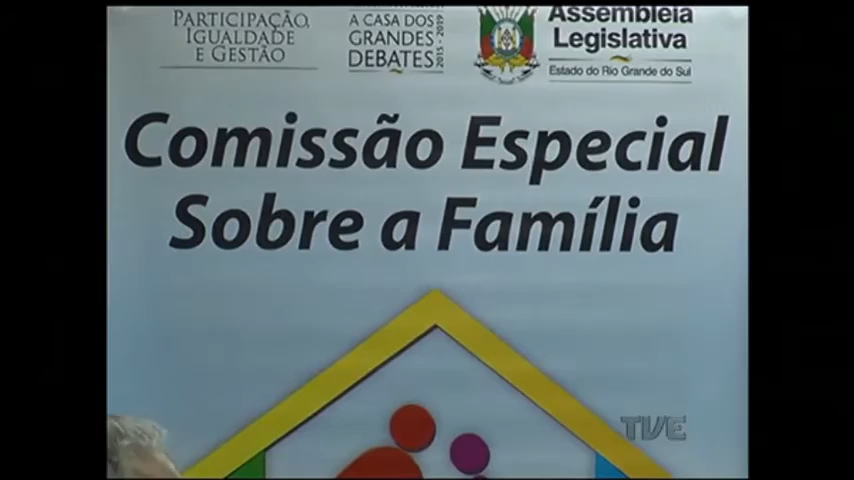 PARTICIPAÇÃO,
IGUALDADE
E GESTÃO
A CASA DOS
GRANDES
DEBATES
2015 - 2019
Assembleia
Legislativa
Estado do Rio Grande do Sul
Comissão Especial
Sobre a Família
TVE